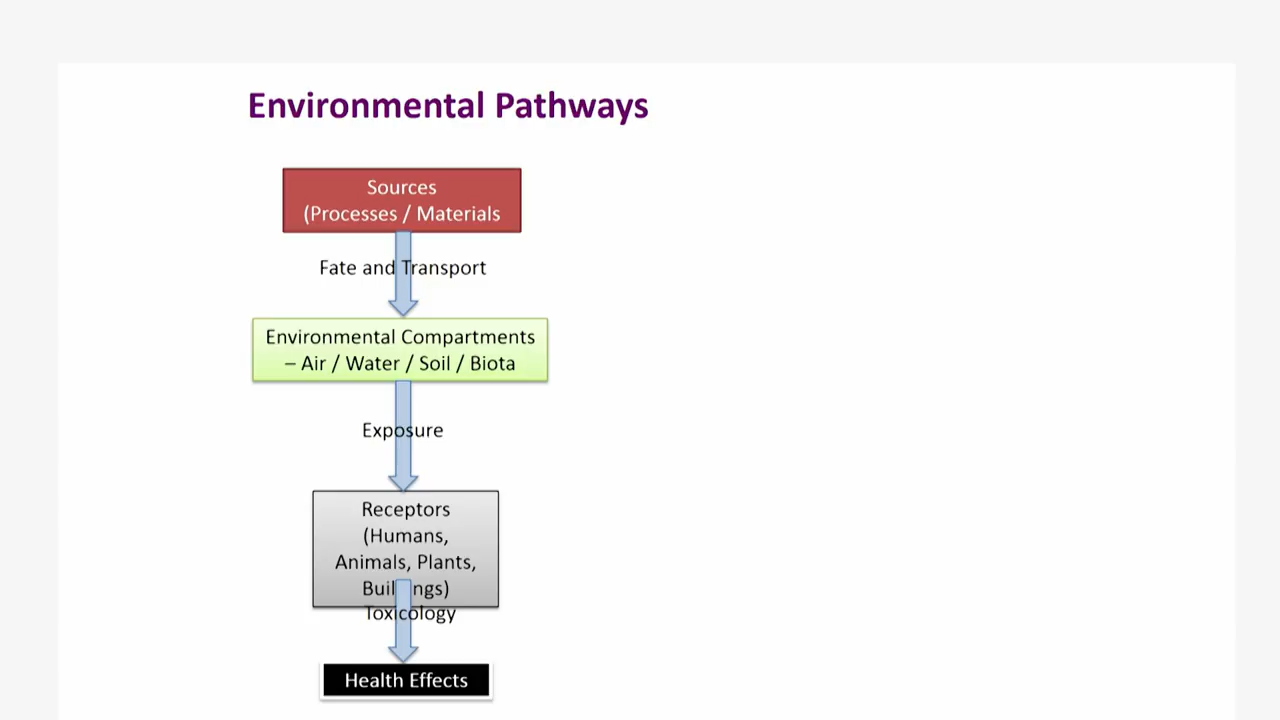 Environmental Pathways
Sources
(Processes / Materials
Fate and Transport
Environmental Compartments
– Air / Water / Soil / Biota
Exposure
Receptors
(Humans,
Animals, Plants,
Buildings)
Toxicology
Health Effects